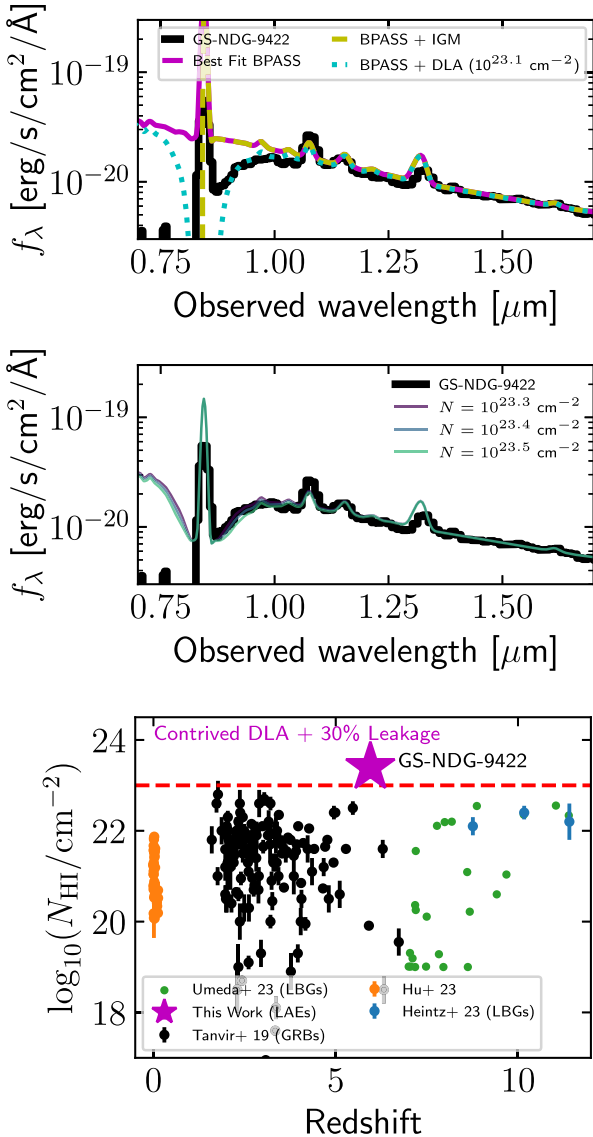 GS-NDG-9422
Best Fit BPASS
BPASS + IGM
BPASS + DLA (10^23.1 cm^−2)
10^−19
10^−20
f_λ [erg/s/cm^2/Å]
0.75 1.00 1.25 1.50
Observed wavelength [μm]
GS-NDG-9422
N = 10^23.3 cm^−2
N = 10^23.4 cm^−2
N = 10^23.5 cm^−2
10^−19
10^−20
f_λ [erg/s/cm^2/Å]
0.75 1.00 1.25 1.50
Observed wavelength [μm]
Contrived DLA + 30% Leakage
GS-NDG-9422
24
22
20
18
log_10(N_HI/cm^−2)
Umeda+ 23 (LBGs)
This Work (LAEs)
Tanvir+ 19 (GRBs)
Hu+ 23
Heintz+ 23 (LBGs)
0 5 10
Redshift